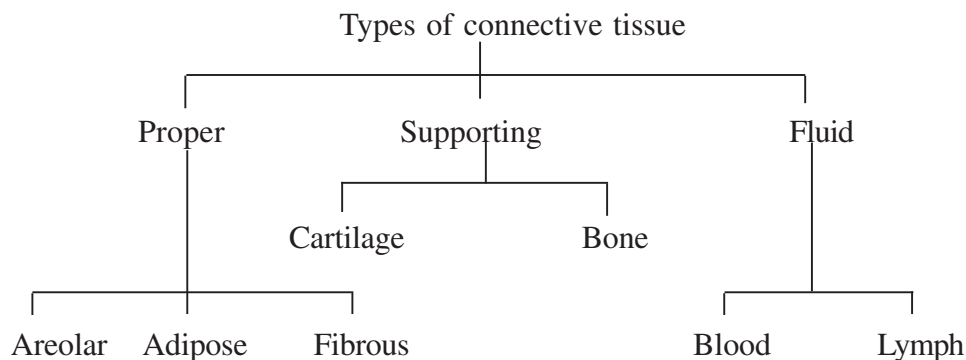 Types of connective tissue
Proper Supporting Fluid
Cartilage Bone
Areolar Adipose Fibrous Blood Lymph